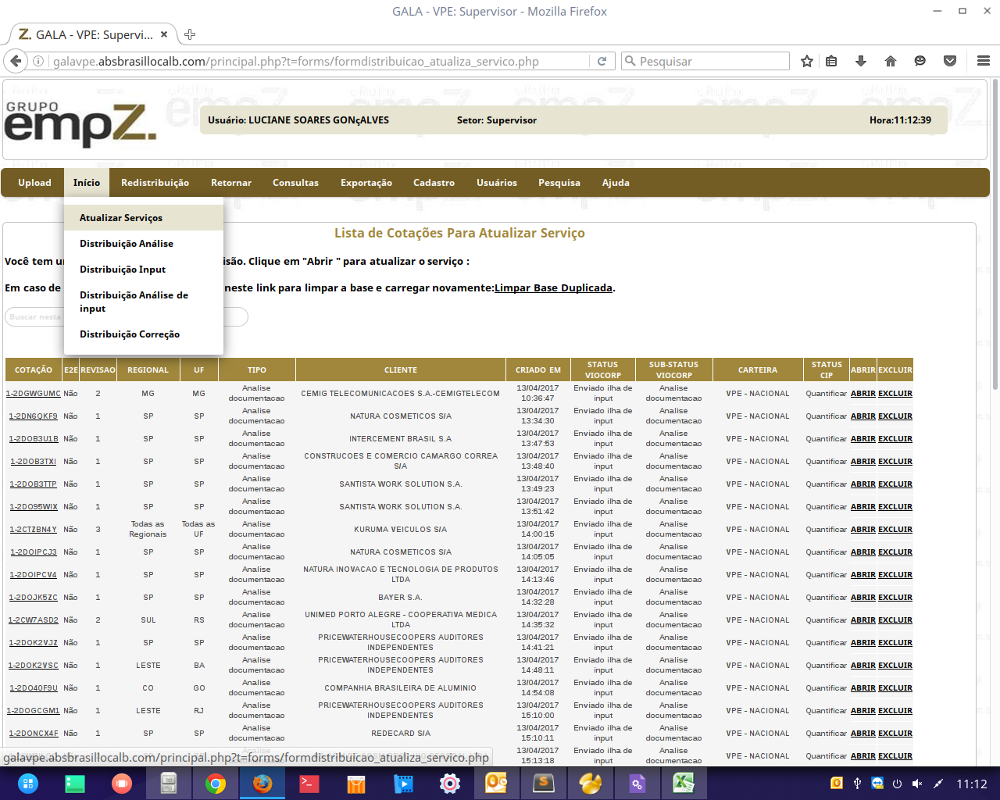 GALA - VPE: Supervisor - Mozilla Firefox
Z. GALA - VPE: Supervi...
galavpe.absbrasillocalb.com/principal.php?t=forms/formdistribuicao_atualiza_servico.php
Pesquisar
GRUPO
empZ.
Usuário: LUCIANE SOARES GONçALVES Setor: Supervisor Hora:11:12:39
Upload Início Redistribuição Retornar Consultas Exportação Cadastro Usuários Pesquisa Ajuda
Atualizar Serviços
Distribuição Análise
Distribuição Input
Distribuição Análise de
input
Distribuição Correção
Lista de Cotações Para Atualizar Serviço
Você tem isão. Clique em "Abrir " para atualizar o serviço :
Em caso de neste link para limpar a base e carregar novamente:Limpar Base Duplicada.
Buscar nesta
COTAÇÃO E2E REVISAO REGIONAL UF TIPO CLIENTE CRIADO EM STATUS VIOCORP SUB-STATUS VIOCORP CARTEIRA STATUS CIP ABRIR EXCLUIR
1-2DGWGUMC Não 2 MG MG Analise documentacao CEMIG TELECOMUNICACOES S.A.-CEMIGTELECOM 13/04/2017 10:36:47 Enviado ilha de input Analise documentacao VPE - NACIONAL Quantificar ABRIR EXCLUIR
1-2DN6QKF9 Não 1 SP SP Analise documentacao NATURA COSMETICOS S/A 13/04/2017 13:34:30 Enviado ilha de input Analise documentacao VPE - NACIONAL Quantificar ABRIR EXCLUIR
1-2DOB3U1B Não 1 SP SP Analise documentacao INTERCEMENT BRASIL S.A 13/04/2017 13:47:53 Enviado ilha de input Analise documentacao VPE - NACIONAL Quantificar ABRIR EXCLUIR
1-2DOB3TXI Não 1 SP SP Analise documentacao CONSTRUCOES E COMERCIO CAMARGO CORREA S/A 13/04/2017 13:48:40 Enviado ilha de input Analise documentacao VPE - NACIONAL Quantificar ABRIR EXCLUIR
1-2DOB3TTP Não 1 SP SP Analise documentacao SANTISTA WORK SOLUTION S.A. 13/04/2017 13:49:23 Enviado ilha de input Analise documentacao VPE - NACIONAL Quantificar ABRIR EXCLUIR
1-2DO95WIX Não 1 SP SP Analise documentacao SANTISTA WORK SOLUTION S.A. 13/04/2017 13:51:42 Enviado ilha de input Analise documentacao VPE - NACIONAL Quantificar ABRIR EXCLUIR
1-2CTZBN4Y Não 3 Todas as Regionais Todas as UF Analise documentacao KURUMA VEICULOS S/A 13/04/2017 14:00:15 Enviado ilha de input Analise documentacao VPE - NACIONAL Quantificar ABRIR EXCLUIR
1-2DOIPCJ3 Não 1 SP SP Analise documentacao NATURA COSMETICOS S/A 13/04/2017 14:05:05 Enviado ilha de input Analise documentacao VPE - NACIONAL Quantificar ABRIR EXCLUIR
1-2DOIPCV4 Não 1 SP SP Analise documentacao NATURA INOVACAO E TECNOLOGIA DE PRODUTOS LTDA 13/04/2017 14:13:46 Enviado ilha de input Analise documentacao VPE - NACIONAL Quantificar ABRIR EXCLUIR
1-2DOJK5ZC Não 1 SP SP Analise documentacao BAYER S.A. 13/04/2017 14:32:28 Enviado ilha de input Analise documentacao VPE - NACIONAL Quantificar ABRIR EXCLUIR
1-2CW7ASD2 Não 2 SUL RS Analise documentacao UNIMED PORTO ALEGRE - COOPERATIVA MEDICA LTDA 13/04/2017 14:35:32 Enviado ilha de input Analise documentacao VPE - NACIONAL Quantificar ABRIR EXCLUIR
1-2DOK2VJZ Não 1 SP SP Analise documentacao PRICEWATERHOUSECOOPERS AUDITORES INDEPENDENTES 13/04/2017 14:41:21 Enviado ilha de input Analise documentacao VPE - NACIONAL Quantificar ABRIR EXCLUIR
1-2DOK2VSC Não 1 LESTE BA Analise documentacao PRICEWATERHOUSECOOPERS AUDITORES INDEPENDENTES 13/04/2017 14:48:11 Enviado ilha de input Analise documentacao VPE - NACIONAL Quantificar ABRIR EXCLUIR
1-2DO40F9U Não 1 CO GO Analise documentacao COMPANHIA BRASILEIRA DE ALUMINIO 13/04/2017 14:54:08 Enviado ilha de input Analise documentacao VPE - NACIONAL Quantificar ABRIR EXCLUIR
1-2DOGCGM1 Não 1 LESTE RJ Analise documentacao PRICEWATERHOUSECOOPERS AUDITORES INDEPENDENTES 13/04/2017 15:10:00 Enviado ilha de input Analise documentacao VPE - NACIONAL Quantificar ABRIR EXCLUIR
1-2DONCX4F Não 1 SP SP Analise documentacao REDECARD S/A 13/04/2017 15:10:11 Enviado ilha de input Analise documentacao VPE - NACIONAL Quantificar ABRIR EXCLUIR
13/04/2017 15:13:18 Enviado ilha de input Analise documentacao VPE - NACIONAL Quantificar ABRIR EXCLUIR
galavpe.absbrasillocalb.com/principal.php?t=forms/formdistribuicao_atualiza_servico.php
11:12